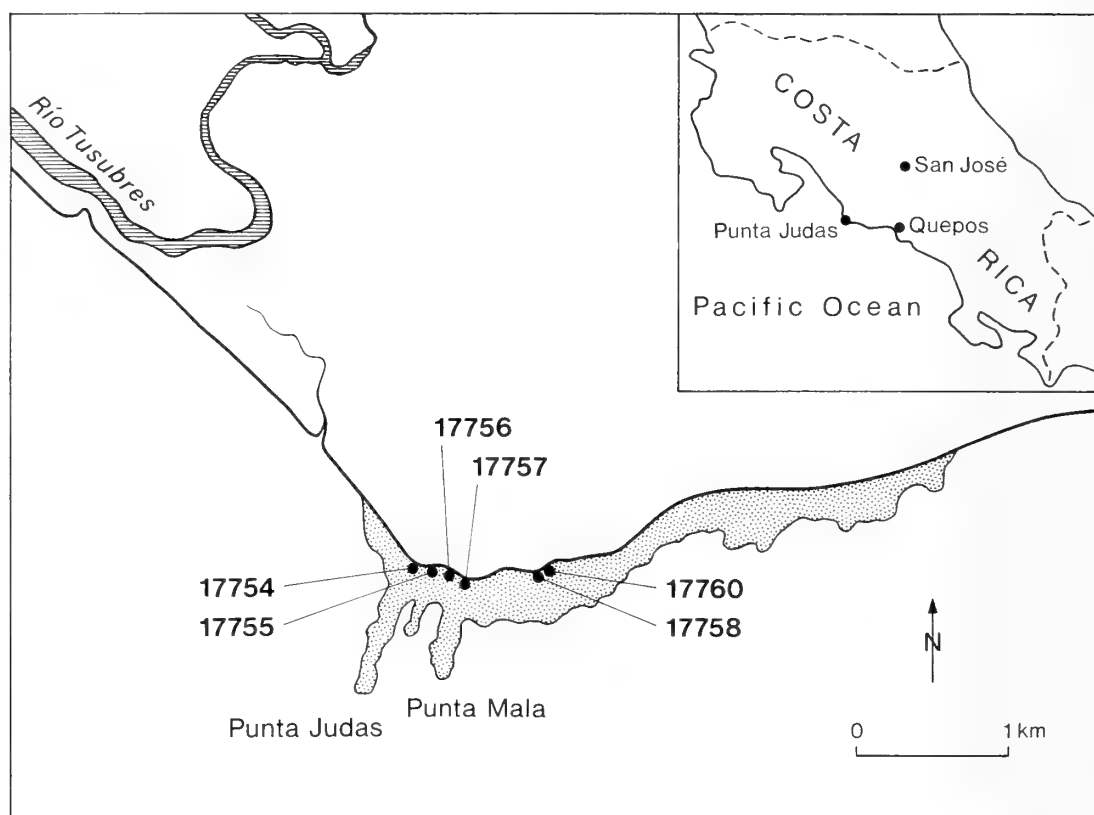 Río Tusubres
COSTA
RICA
San José
Punta Judas
Quepos
Pacific Ocean
17756
17757
17754
17755
17760
17758
N
Punta Mala
Punta Judas
0 1 km